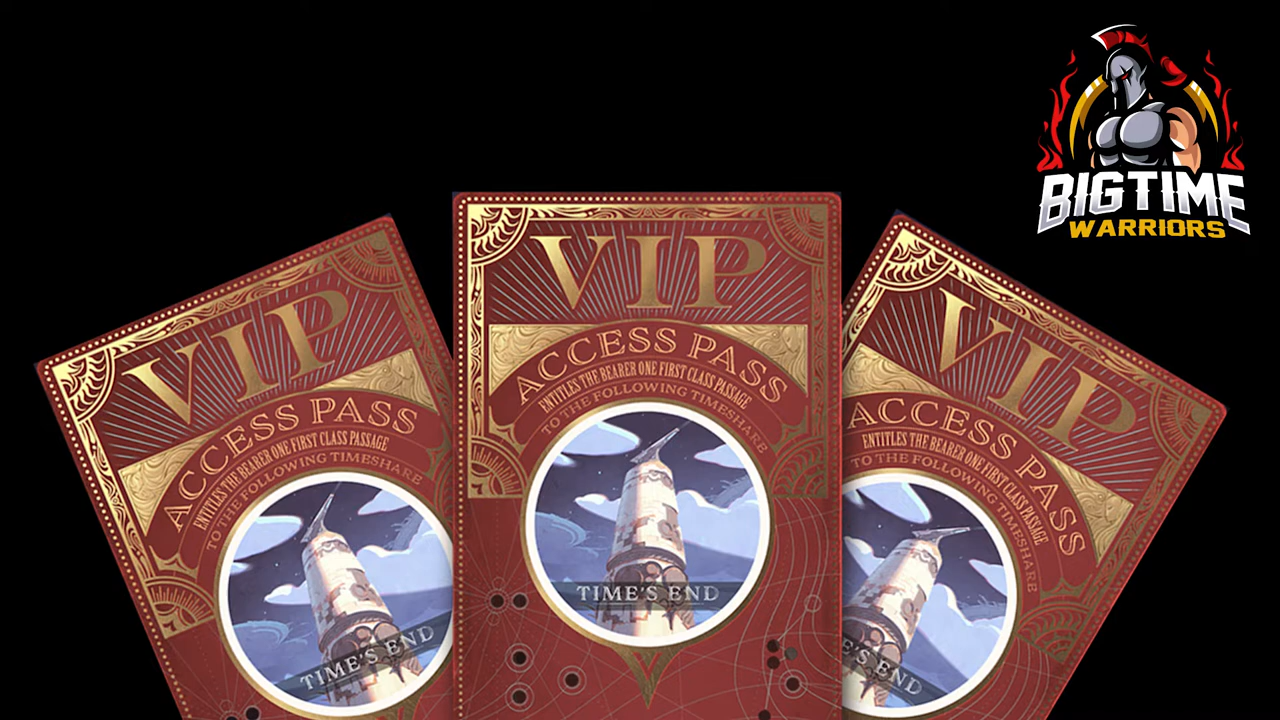 BIGTIME
WARRIORS
VIP
ACCESS PASS
ENTITLES THE BEARER ONE FIRST CLASS PASSAGE
TO THE FOLLOWING TIMESHARE
TIME'S END
VIP
ACCESS PASS
ENTITLES THE BEARER ONE FIRST CLASS PASSAGE
TO THE FOLLOWING TIMESHARE
TIME'S END
VIP
ACCESS PASS
ENTITLES THE BEARER ONE FIRST CLASS PASSAGE
TO THE FOLLOWING TIMESHARE
END